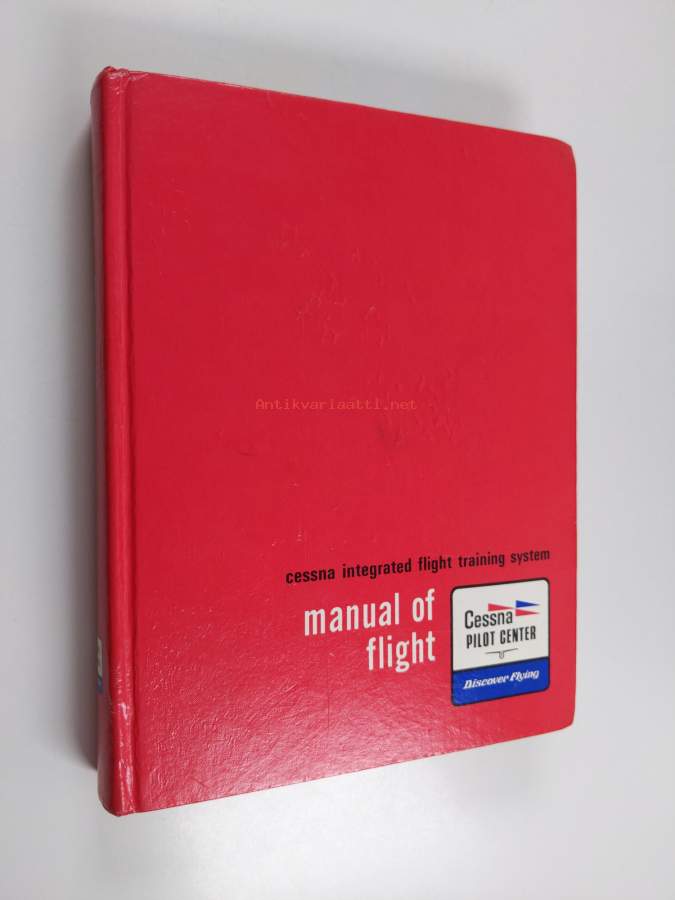 Antikvariaatti.net
cessna integrated flight training system
manual of
flight
Cessna
PILOT CENTER
Discover Flying